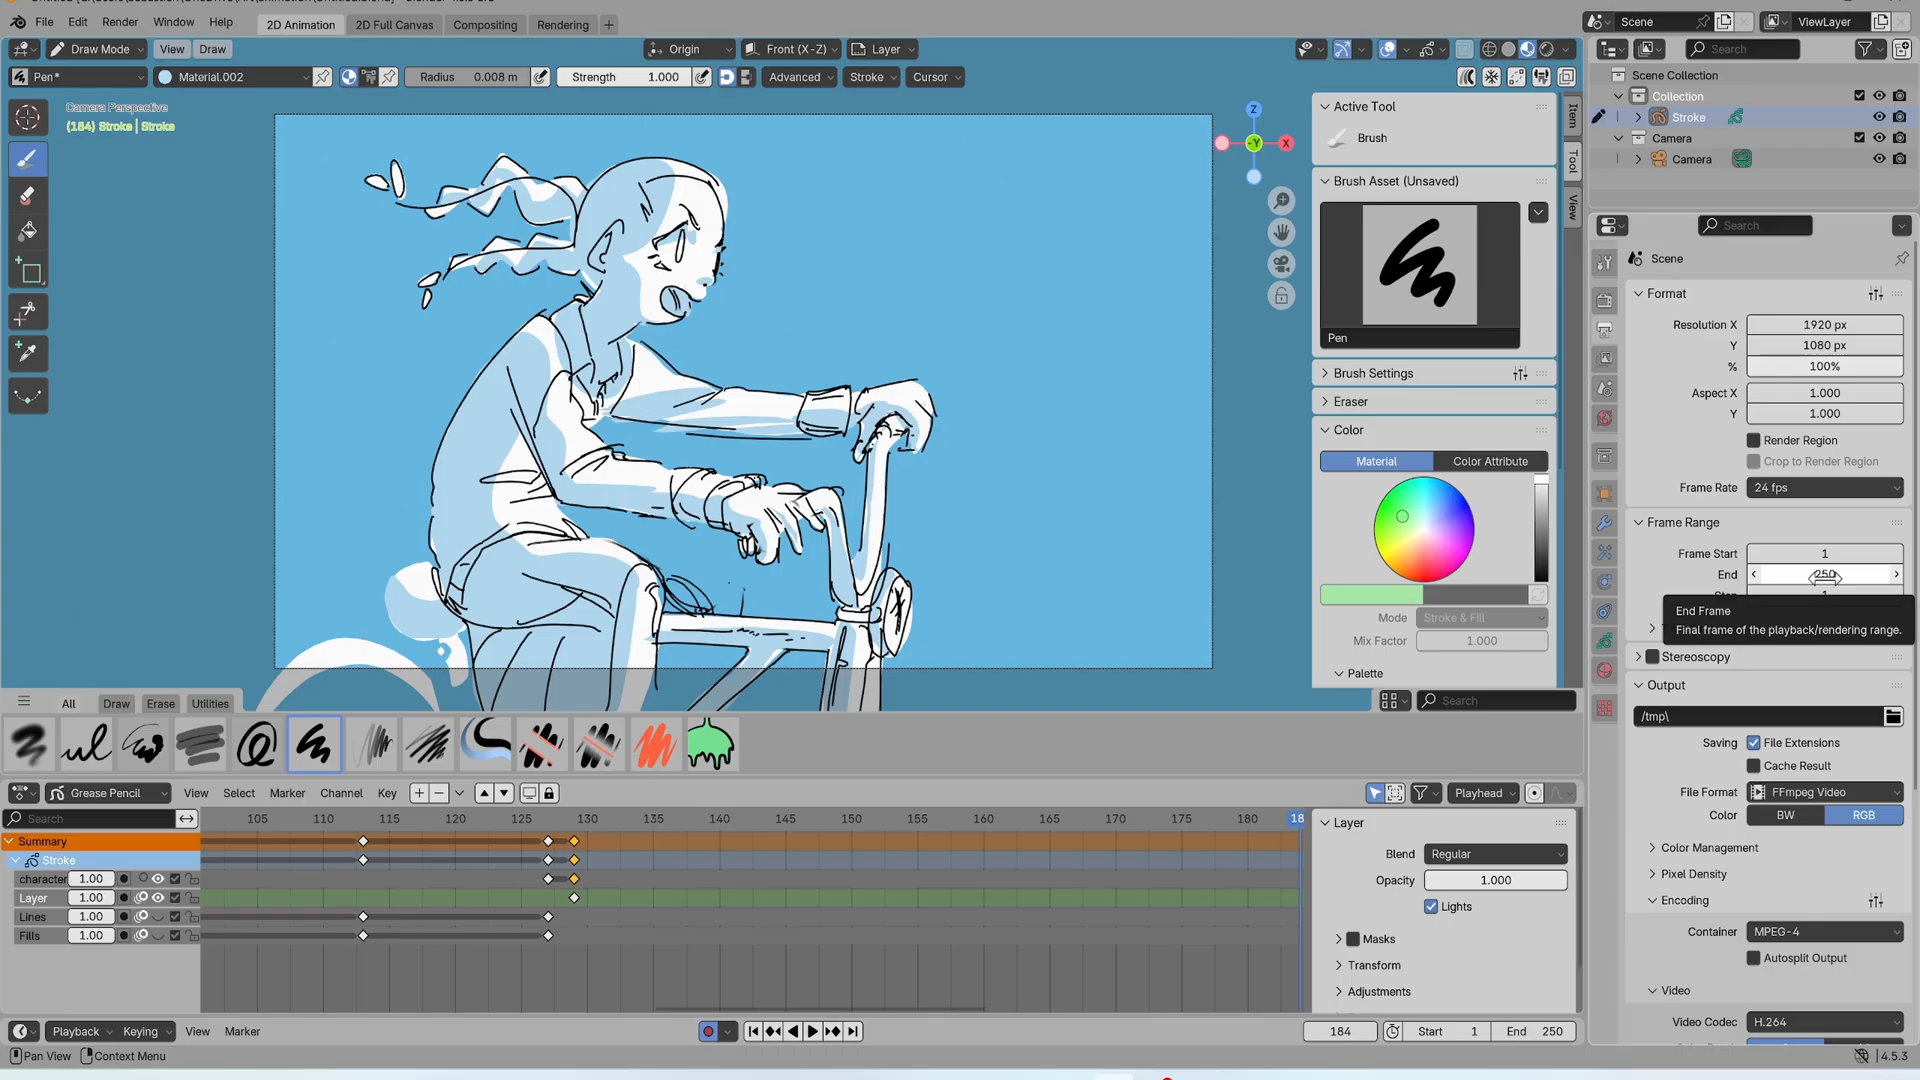 File Edit Render Window Help 2D Animation 2D Full Canvas Compositing Rendering + Scene ViewLayer
Draw Mode View Draw Origin Front (X-Z) Layer Search
Pen* Material.002 Radius 0.008 m Strength 1.000 Advanced Stroke Cursor
Camera Perspective
(184) Stroke | Stroke
Z
-Y
X
Active Tool
Brush
Brush Asset (Unsaved)
Pen
Brush Settings
Eraser
Color
Material Color Attribute
Mode Stroke & Fill
Mix Factor 1.000
Palette
Item
Tool
View
Scene Collection
Collection
Stroke
Camera
Camera
Search
Scene
Format
Resolution X 1920 px
Y 1080 px
% 100%
Aspect X 1.000
Y 1.000
Render Region
Crop to Render Region
Frame Rate 24 fps
Frame Range
Frame Start 1
End 250
End Frame
Final frame of the playback/rendering range.
Stereoscopy
Output
/tmp\
Saving File Extensions
Cache Result
File Format FFmpeg Video
Color BW RGB
Color Management
Pixel Density
Encoding
Container MPEG-4
Autosplit Output
Video
Video Codec H.264
All Draw Erase Utilities Search
Grease Pencil View Select Marker Channel Key Playhead
Search 105 110 115 120 125 130 135 140 145 150 155 160 165 170 175 180 18
Summary
Stroke
character 1.00
Layer 1.00
Lines 1.00
Fills 1.00
Layer
Blend Regular
Opacity 1.000
Lights
Masks
Transform
Adjustments
Playback Keying View Marker 184 Start 1 End 250
Pan View Context Menu 4.5.3